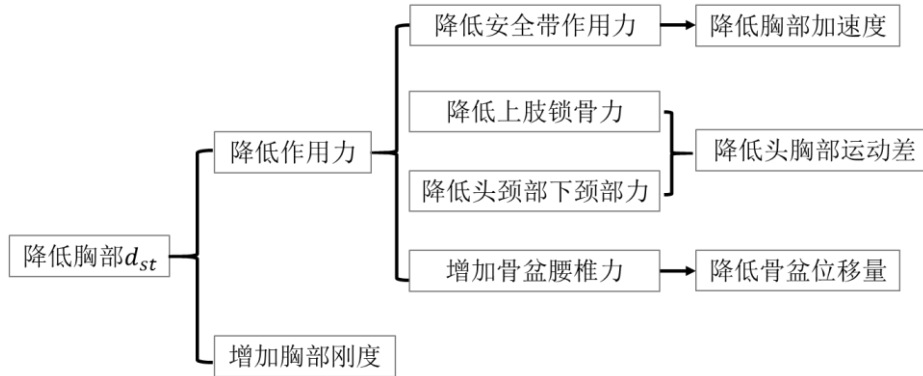 降低安全带作用力
降低胸部加速度
降低上肢锁骨力
降低作用力
降低头胸部运动差
降低头颈部下颈部力
降低胸部d_{st}
增加骨盆腰椎力
降低骨盆位移量
增加胸部刚度